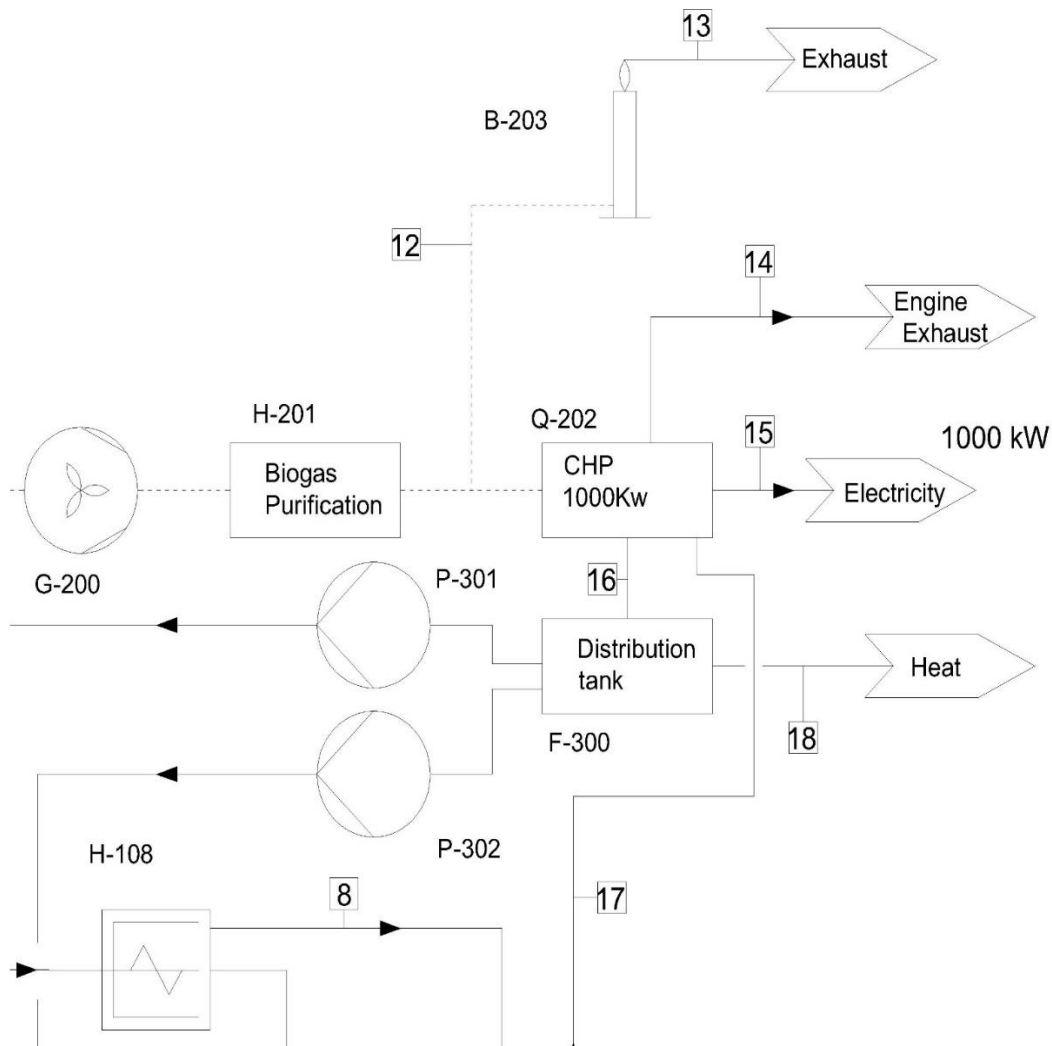 13
Exhaust
B-203
12
14
Engine
Exhaust
H-201
Q-202
15
1000 kW
Biogas
Purification
CHP
1000Kw
Electricity
G-200
P-301
16
Distribution
tank
Heat
F-300
18
P-302
H-108
8
17